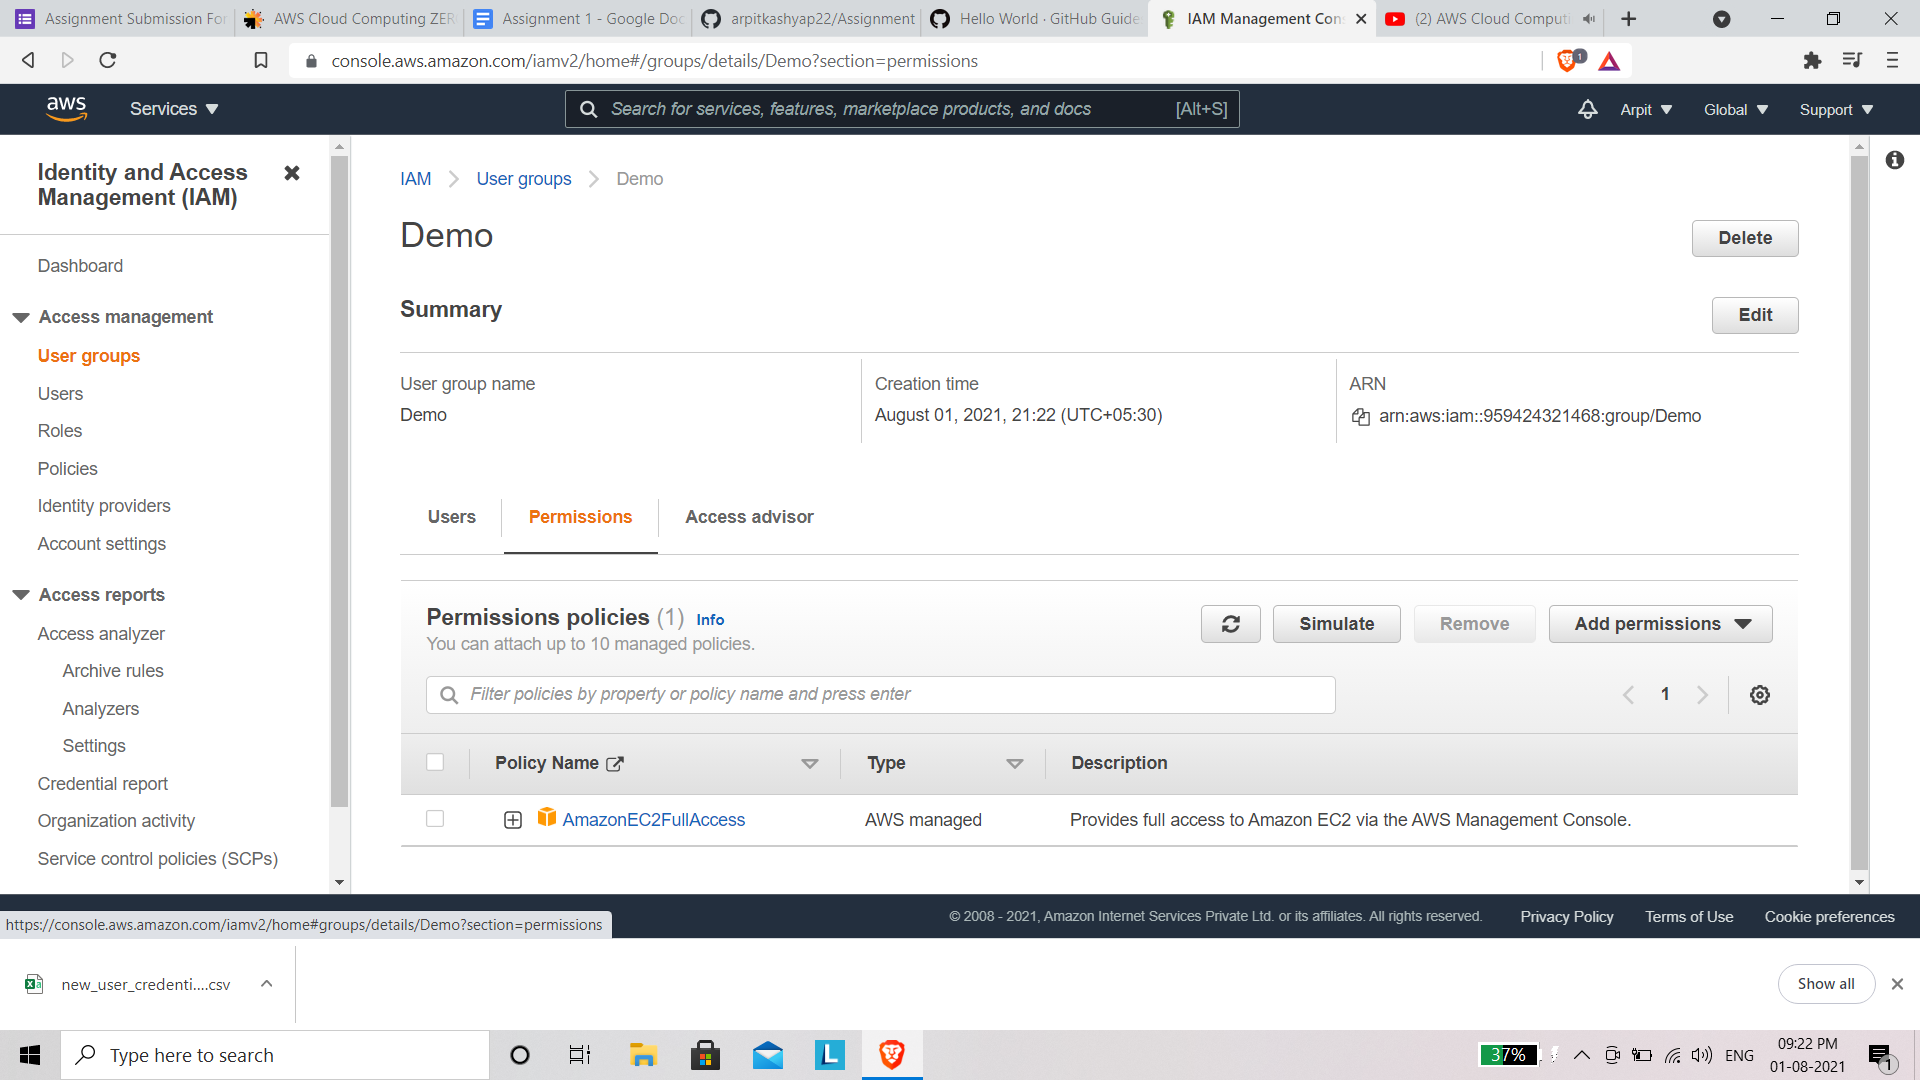 Assignment Submission For
AWS Cloud Computing ZER
Assignment 1 - Google Doc
arpitkashyap22/Assignment
Hello World · GitHub Guide
IAM Management Con
(2) AWS Cloud Computi
console.aws.amazon.com/iamv2/home#/groups/details/Demo?section=permissions
1
aws
Services
Search for services, features, marketplace products, and docs
[Alt+S]
Arpit
Global
Support
Identity and Access
Management (IAM)
Dashboard
Access management
User groups
Users
Roles
Policies
Identity providers
Account settings
Access reports
Access analyzer
Archive rules
Analyzers
Settings
Credential report
Organization activity
Service control policies (SCPs)
IAM
User groups
Demo
Demo
Delete
Summary
Edit
User group name
Demo
Creation time
August 01, 2021, 21:22 (UTC+05:30)
ARN
arn:aws:iam::959424321468:group/Demo
Users
Permissions
Access advisor
Permissions policies (1) Info
You can attach up to 10 managed policies.
Simulate
Remove
Add permissions
Filter policies by property or policy name and press enter
1
Policy Name
Type
Description
AmazonEC2FullAccess
AWS managed
Provides full access to Amazon EC2 via the AWS Management Console.
https://console.aws.amazon.com/iamv2/home#groups/details/Demo?section=permissions
© 2008 - 2021, Amazon Internet Services Private Ltd. or its affiliates. All rights reserved.
Privacy Policy
Terms of Use
Cookie preferences
new_user_credenti....csv
Show all
Type here to search
L
37%
ENG
09:22 PM
01-08-2021
1